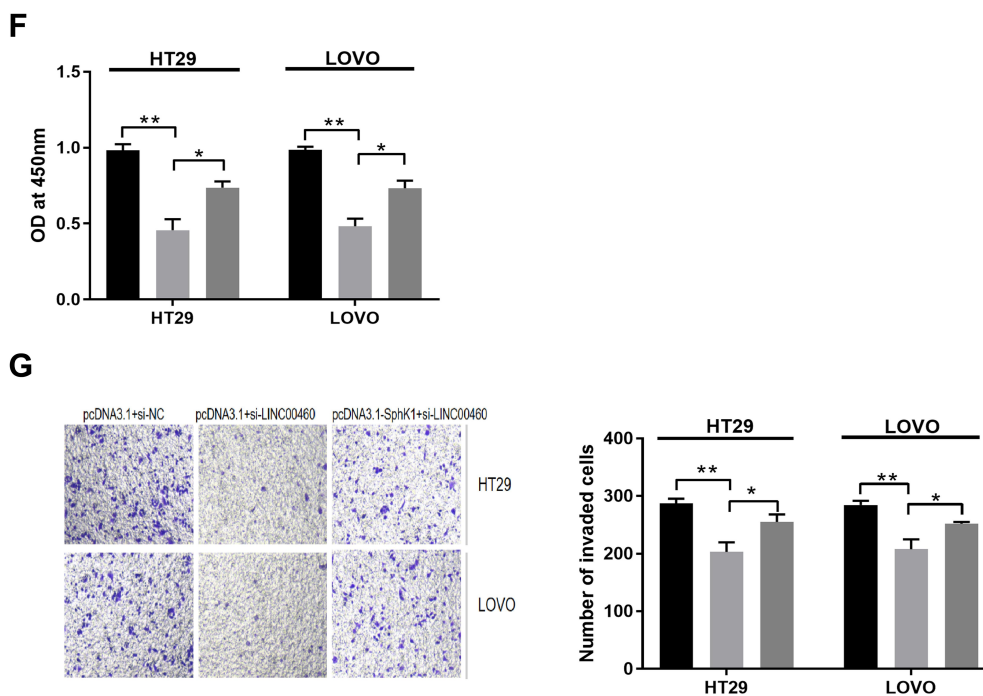 F
HT29 LOVO
1.5
** **
1.0
* *
OD at 450nm
0.5
0.0
HT29 LOVO
G
pcDNA3.1+si-NC pcDNA3.1+si-LINC00460 pcDNA3.1-SphK1+si-LINC00460
HT29
LOVO
HT29 LOVO
400
** **
* *
300
Number of invaded cells
200
100
0
HT29 LOVO